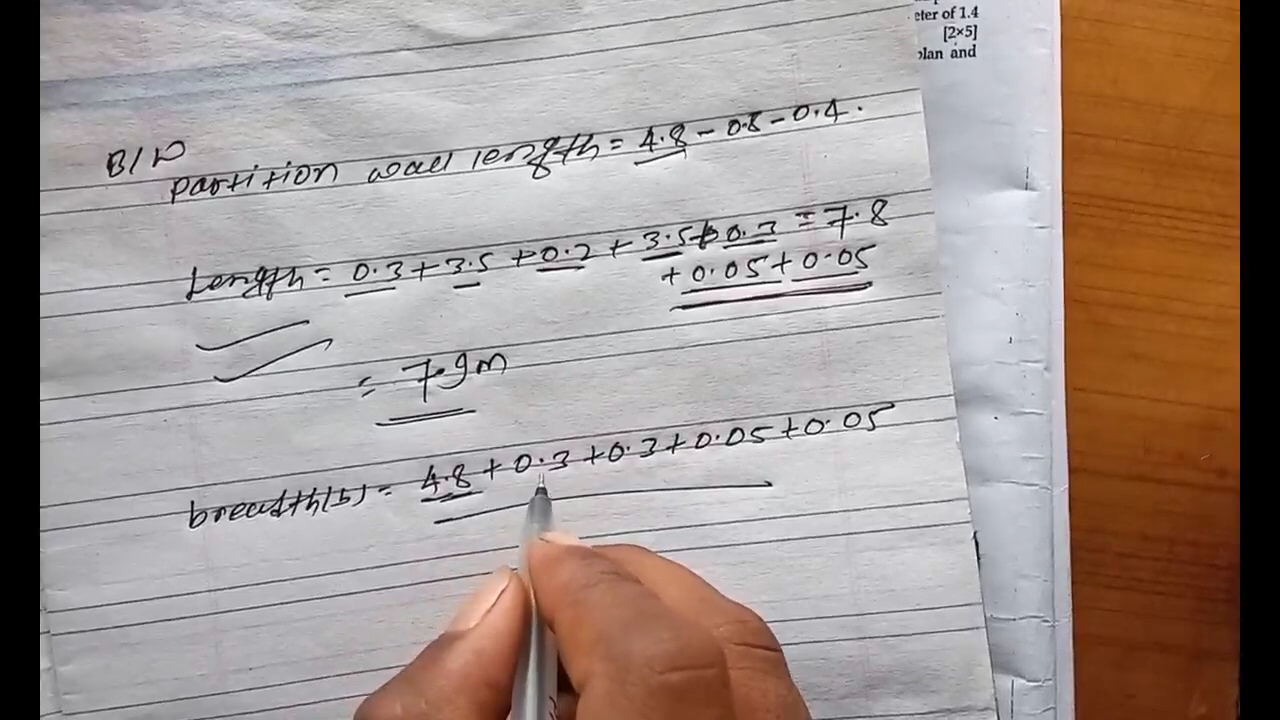 eter of 1.4
[2×5]
plan and
B/W
partition wall length = 4.8 - 0.8 - 0.4.
Length = 0.3 + 3.5 + 0.2 + 3.5 + 0.3 = 7.8
+ 0.05 + 0.05
= 7.9m
= 4.8 + 0.3 + 0.3 + 0.05 + 0.05